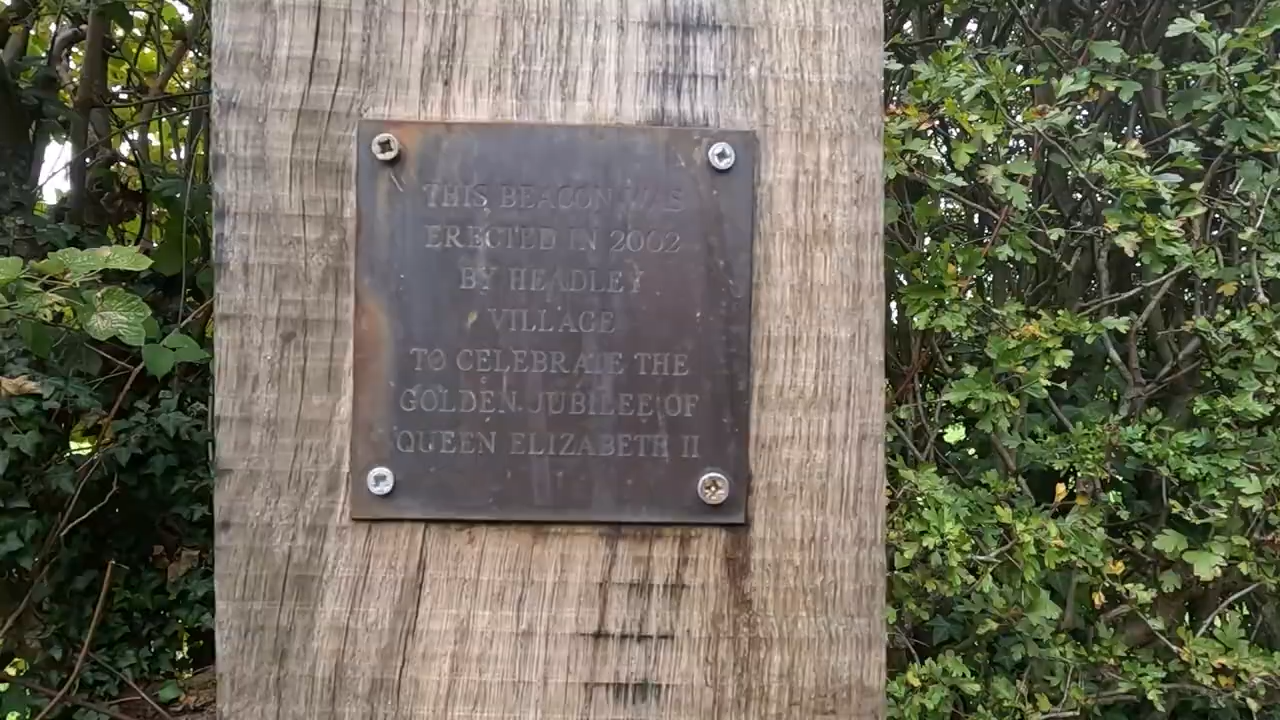 THIS BEACON WAS
ERECTED IN 2002
BY HEADLEY
VILLAGE
TO CELEBRATE THE
GOLDEN JUBILEE OF
QUEEN ELIZABETH II